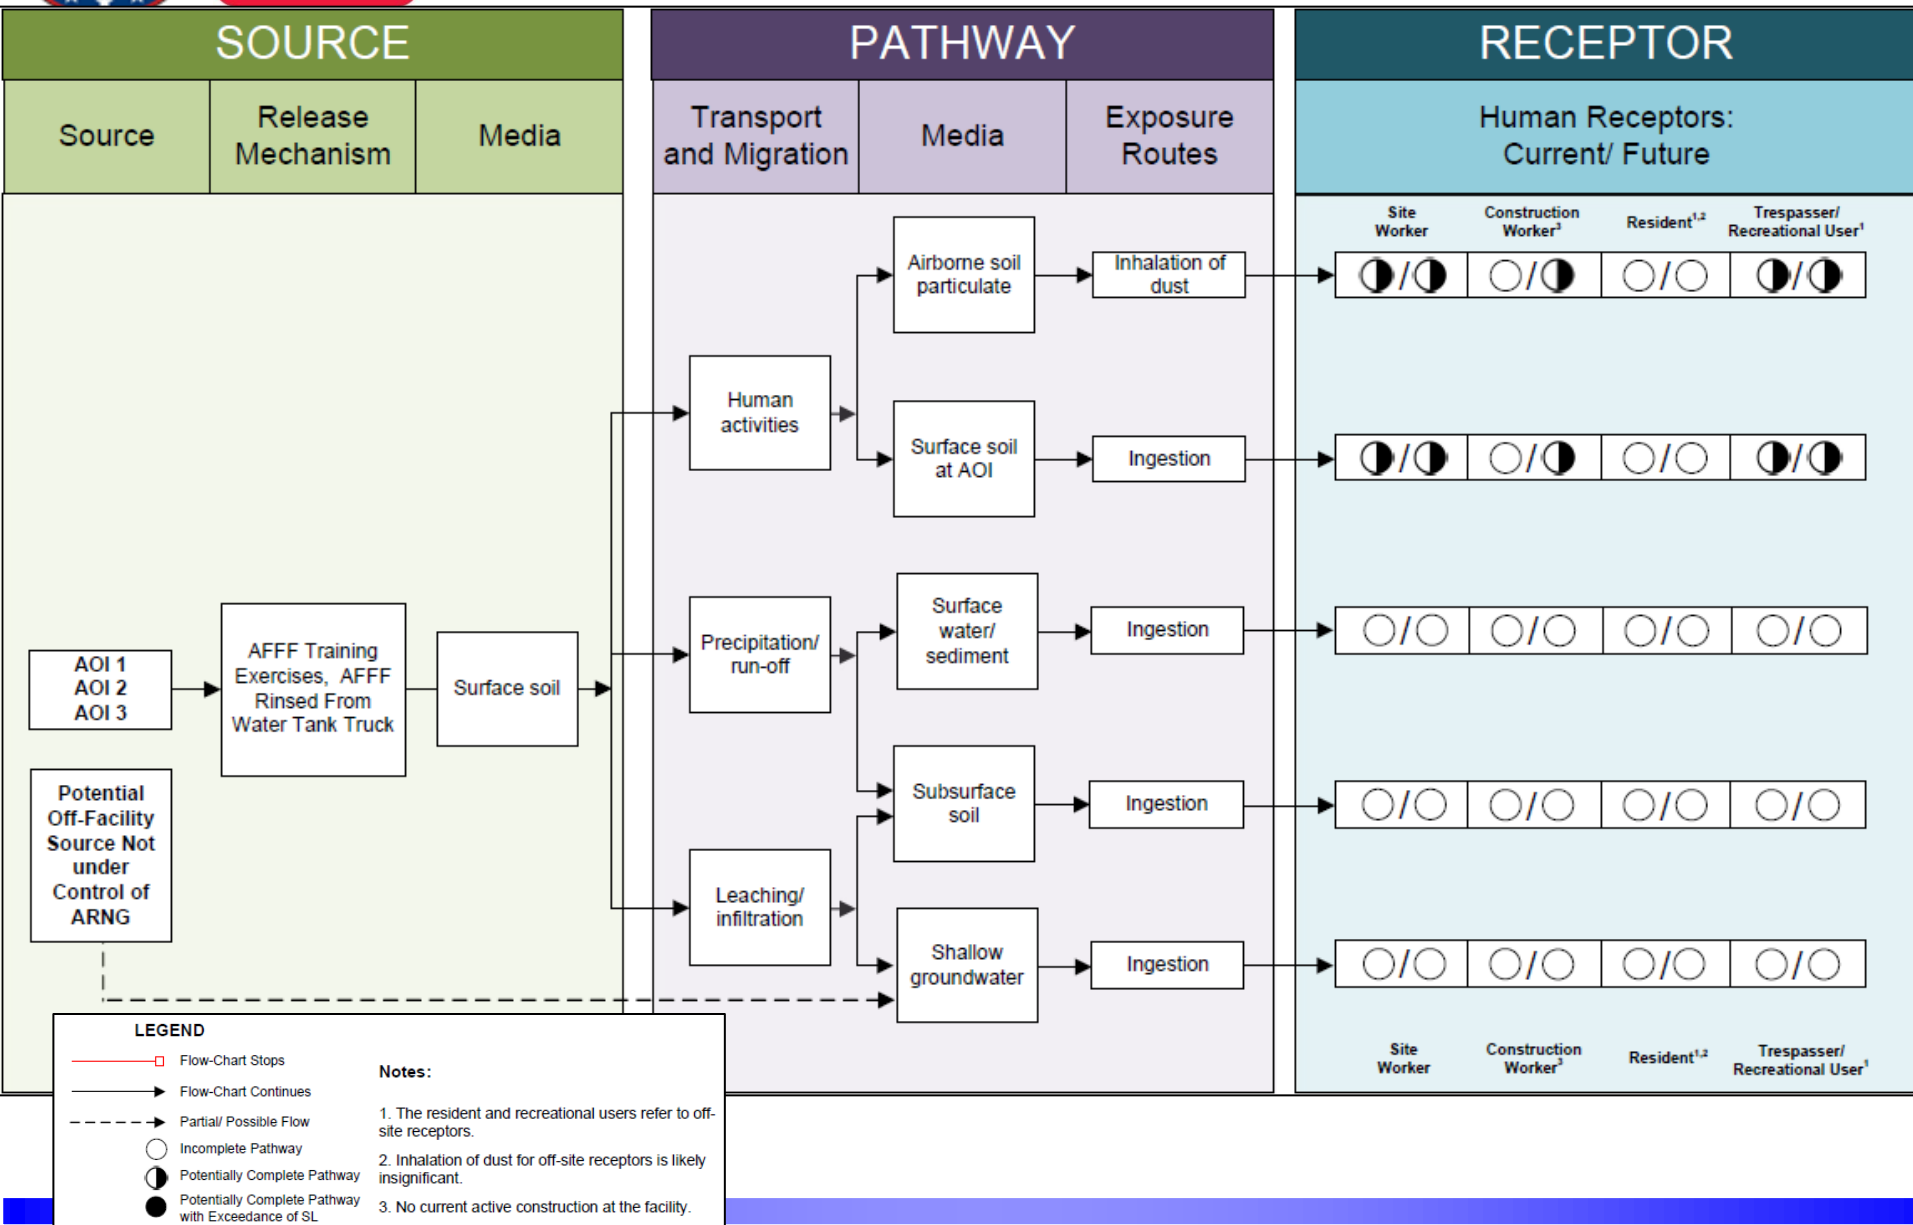 SOURCE
PATHWAY
RECEPTOR
Source
Release
Mechanism
Media
Transport
and Migration
Media
Exposure
Routes
Human Receptors:
Current/ Future
Site
Worker
Construction
Worker³
Resident¹,²
Trespasser/
Recreational User¹
Airborne soil
particulate
Inhalation of
dust
Human
activities
Surface soil
at AOI
Ingestion
AOI 1
AOI 2
AOI 3
AFFF Training
Exercises, AFFF
Rinsed From
Water Tank Truck
Surface soil
Precipitation/
run-off
Surface
water/
sediment
Ingestion
Potential
Off-Facility
Source Not
under
Control of
ARNG
Subsurface
soil
Ingestion
Leaching/
infiltration
Shallow
groundwater
Ingestion
Site
Worker
Construction
Worker³
Resident¹,²
Trespasser/
Recreational User¹
LEGEND
Flow-Chart Stops
Flow-Chart Continues
Partial/ Possible Flow
Incomplete Pathway
Potentially Complete Pathway
Potentially Complete Pathway
with Exceedance of SL
Notes:
1. The resident and recreational users refer to off-
site receptors.
2. Inhalation of dust for off-site receptors is likely
insignificant.
3. No current active construction at the facility.